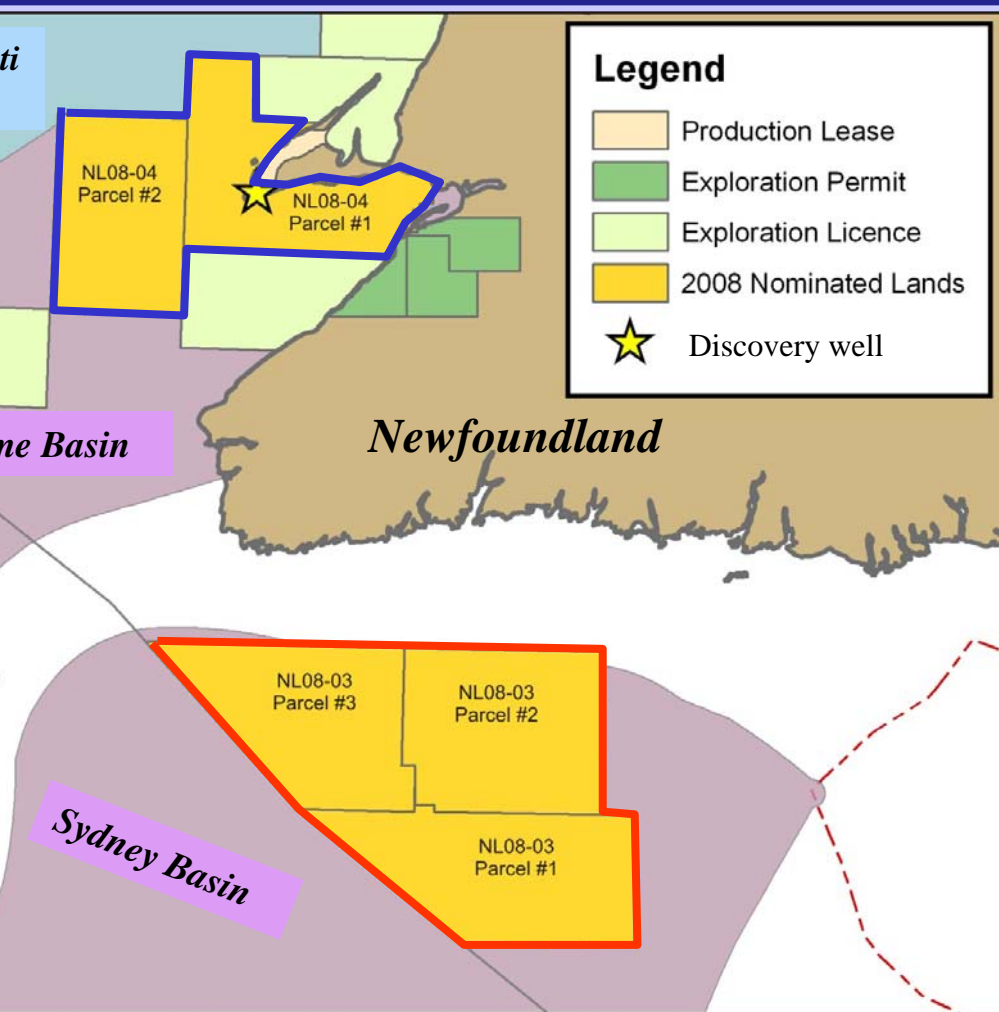 ti
Legend
Production Lease
Exploration Permit
Exploration Licence
2008 Nominated Lands
Discovery well
NL08-04
Parcel #2
NL08-04
Parcel #1
Newfoundland
ne Basin
NL08-03
Parcel #3
NL08-03
Parcel #2
Sydney Basin
NL08-03
Parcel #1